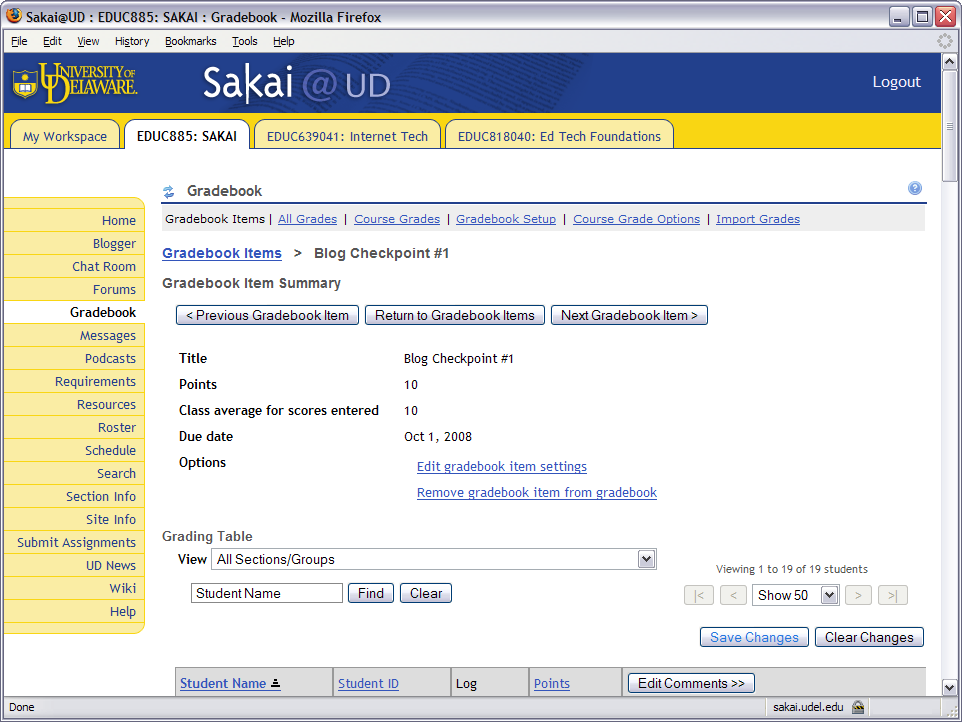 Sakai@UD : EDUC885: SAKAI : Gradebook - Mozilla Firefox
File Edit View History Bookmarks Tools Help
UNIVERSITY OF DELAWARE. Sakai @ UD Logout
My Workspace EDUC885: SAKAI EDUC639041: Internet Tech EDUC818040: Ed Tech Foundations
Home
Blogger
Chat Room
Forums
Gradebook
Messages
Podcasts
Requirements
Resources
Roster
Schedule
Search
Section Info
Site Info
Submit Assignments
UD News
Wiki
Help
Gradebook ?
Gradebook Items | All Grades | Course Grades | Gradebook Setup | Course Grade Options | Import Grades
Gradebook Items > Blog Checkpoint #1
Gradebook Item Summary
< Previous Gradebook Item Return to Gradebook Items Next Gradebook Item >
Title Blog Checkpoint #1
Points 10
Class average for scores entered 10
Due date Oct 1, 2008
Options Edit gradebook item settings
Remove gradebook item from gradebook
Grading Table
View All Sections/Groups
Viewing 1 to 19 of 19 students
Student Name Find Clear |< < Show 50 > >|
Save Changes Clear Changes
Student Name Student ID Log Points Edit Comments >>
Done sakai.udel.edu